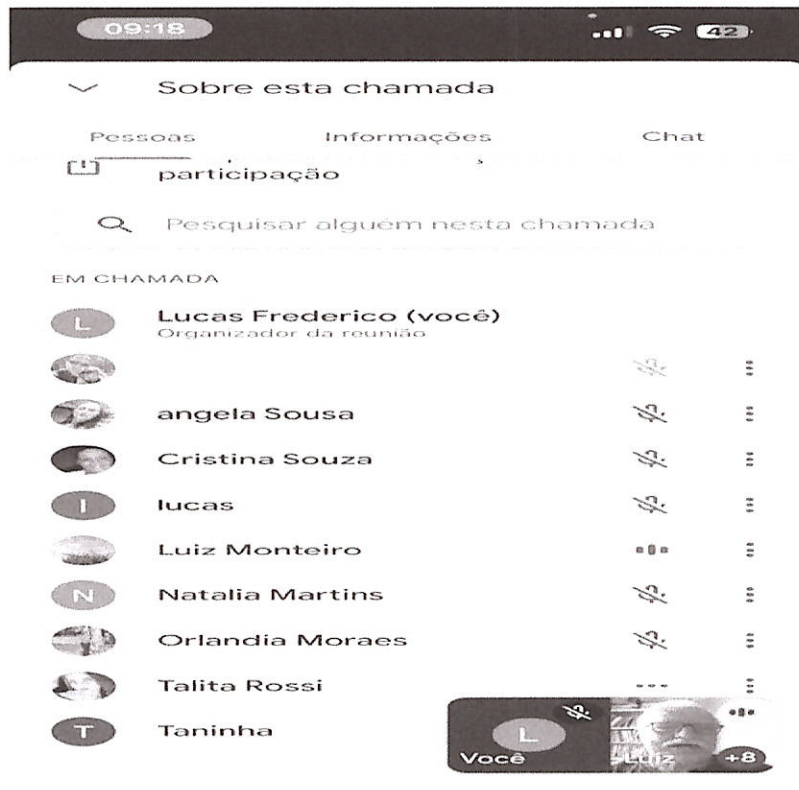 09:18
42
Sobre esta chamada
Pessoas Informações Chat
participação
Pesquisar alguém nesta chamada
EM CHAMADA
L Lucas Frederico (você)
Organizador da reunião
angela Sousa
Cristina Souza
l lucas
Luiz Monteiro
N Natalia Martins
Orlandia Moraes
Talita Rossi
T Taninha
L
Você Luiz +8